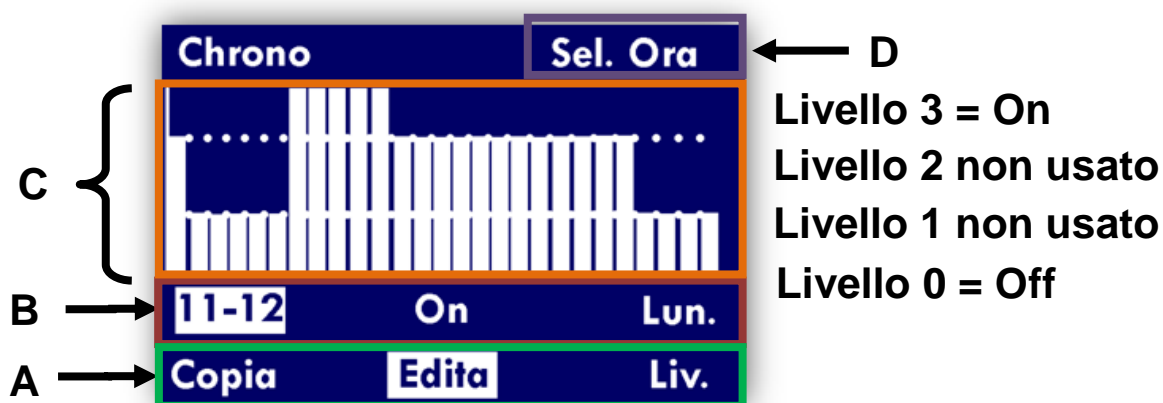 Chrono Sel. Ora D
Livello 3 = On
Livello 2 non usato
C
Livello 1 non usato
Livello 0 = Off
B 11-12 On Lun.
A Copia Edita Liv.